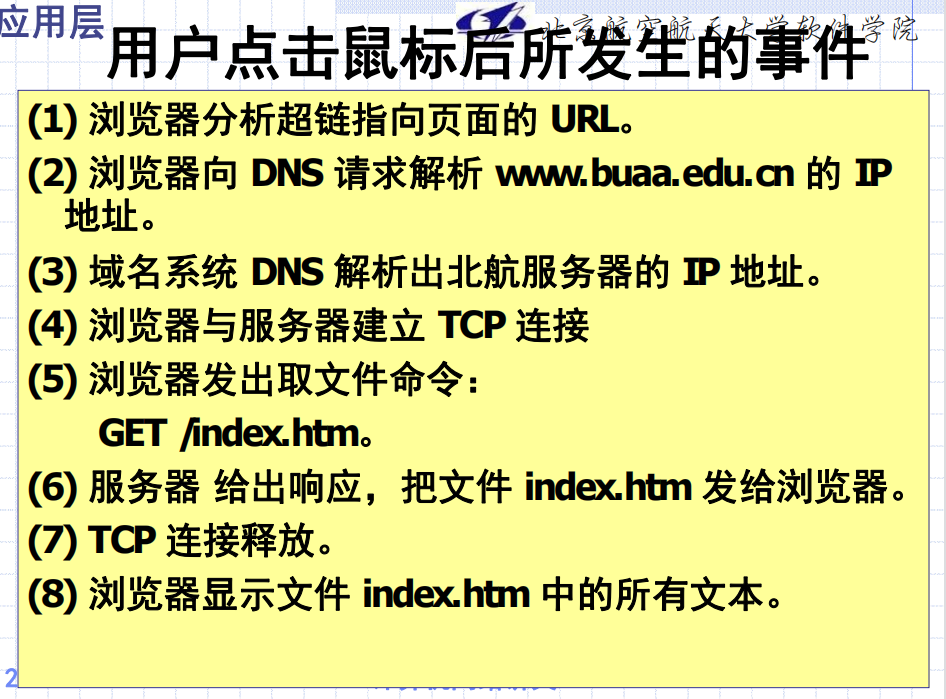 应用层
北京航空航天大学软件学院
用户点击鼠标后所发生的事件
(1) 浏览器分析超链指向页面的 URL。
(2) 浏览器向 DNS 请求解析 www.buaa.edu.cn 的 IP
地址。
(3) 域名系统 DNS 解析出北航服务器的 IP 地址。
(4) 浏览器与服务器建立 TCP 连接
(5) 浏览器发出取文件命令：
GET /index.htm。
(6) 服务器 给出响应，把文件 index.htm 发给浏览器。
(7) TCP 连接释放。
(8) 浏览器显示文件 index.htm 中的所有文本。
2